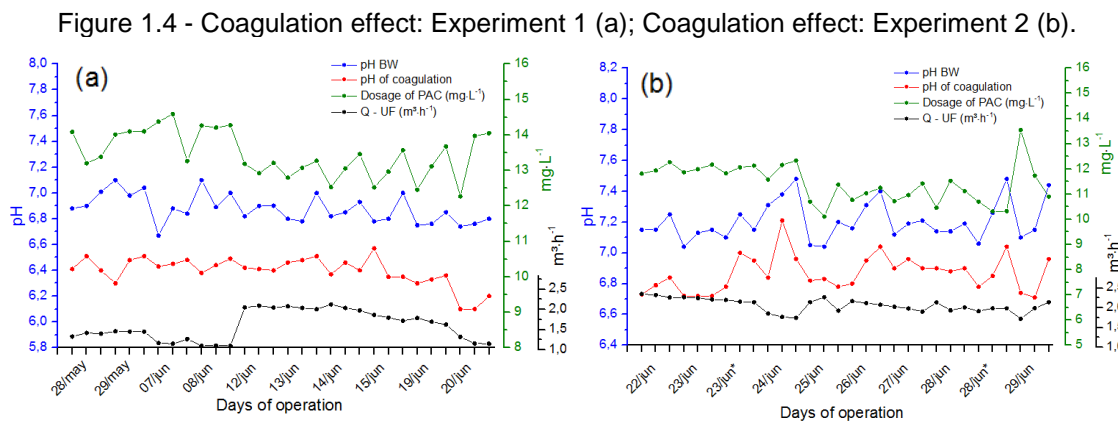 Figure 1.4 - Coagulation effect: Experiment 1 (a); Coagulation effect: Experiment 2 (b).
(a)
pH BW
pH of coagulation
Dosage of PAC (mg·L⁻¹)
Q - UF (m³·h⁻¹)
8,0
7,8
7,6
7,4
7,2
7,0
6,8
6,6
6,4
6,2
6,0
5,8
pH
16
15
14
13
12
11
10
9
8
mg·L⁻¹
2,5
2,0
1,5
1,0
m³·h⁻¹
28/may
29/may
07/jun
08/jun
12/jun
13/jun
14/jun
15/jun
19/jun
20/jun
Days of operation
(b)
pH BW
pH of coagulation
Dosage of PAC (mg·L⁻¹)
Q - UF (m³·h⁻¹)
8,2
8,0
7,8
7,6
7,4
7,2
7,0
6,8
6,6
6,4
pH
16
15
14
13
12
11
10
9
8
7
6
5
mg·L⁻¹
2,5
2,0
1,5
1,0
m³·h⁻¹
22/jun
23/jun
23/jun*
24/jun
25/jun
26/jun
27/jun
28/jun
28/jun*
29/jun
Days of operation